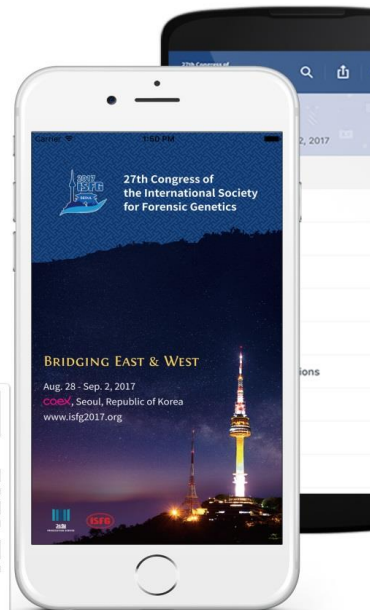 Carrier
1:50 PM
2017
ISFG
SEOUL
27th Congress of
the International Society
for Forensic Genetics
BRIDGING EAST & WEST
Aug. 28 - Sep. 2, 2017
coex, Seoul, Republic of Korea
www.isfg2017.org
ISFG
27th Congress of
2, 2017
ions